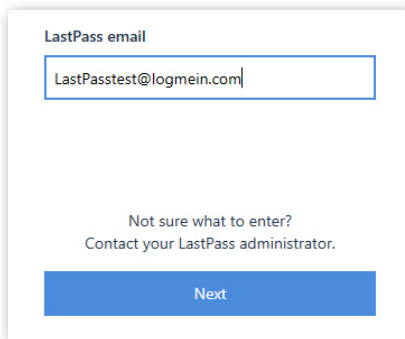 LastPass email
LastPasstest@logmein.com
Not sure what to enter?
Contact your LastPass administrator.
Next